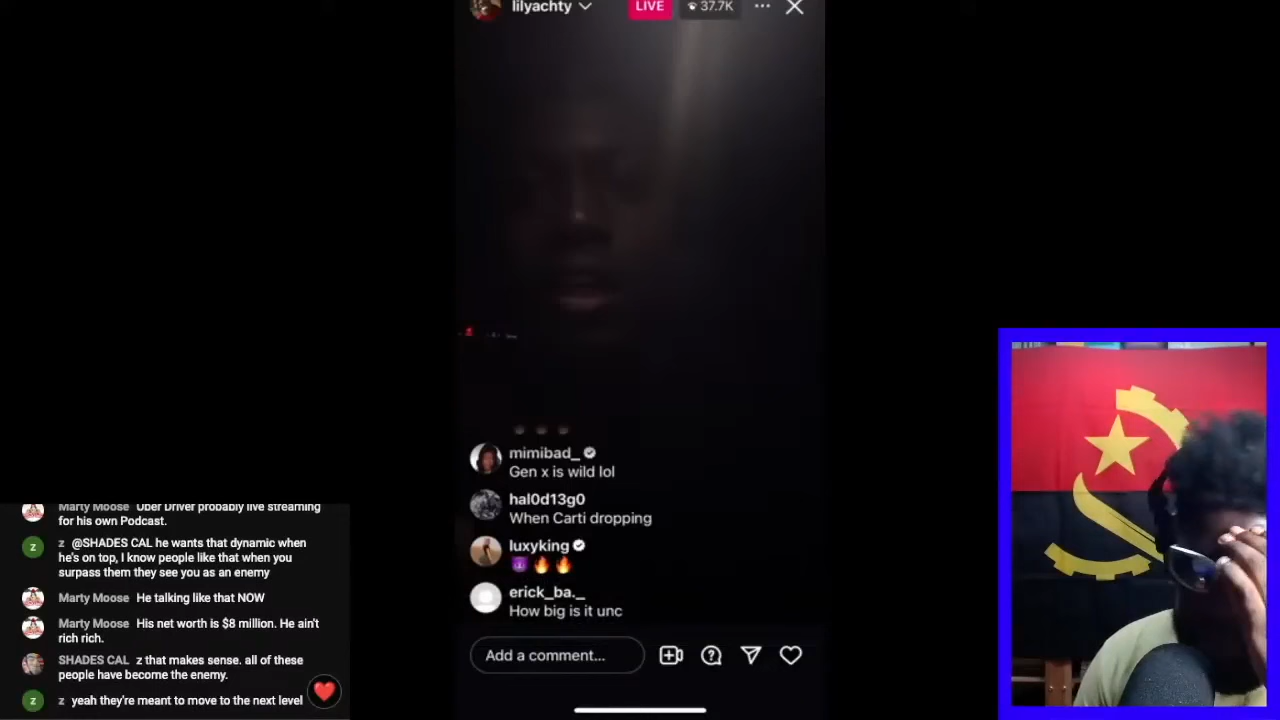 lilyachty
LIVE
37.7K
mimibad_
Gen x is wild lol
hal0d13g0
When Carti dropping
luxyking
erick_ba._
How big is it unc
Add a comment...
Marty Moose Uber Driver probably live streaming
for his own Podcast.
z @SHADES CAL he wants that dynamic when
he's on top, I know people like that when you
surpass them they see you as an enemy
Marty Moose He talking like that NOW
Marty Moose His net worth is $8 million. He ain't
rich rich.
SHADES CAL z that makes sense. all of these
people have become the enemy.
z
z yeah they're meant to move to the next level